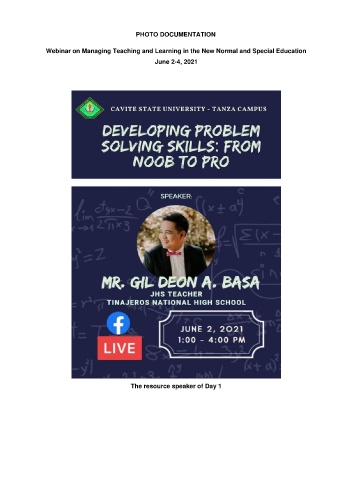 PHOTO DOCUMENTATION
Webinar on Managing Teaching and Learning in the New Normal and Special Education
June 2-4, 2021
CAVITE STATE UNIVERSITY - TANZA CAMPUS
DEVELOPING PROBLEM
SOLVING SKILLS: FROM
NOOB TO PRO
SPEAKER:
MR. GIL DEON A. BASA
JHS TEACHER
TINAJEROS NATIONAL HIGH SCHOOL
LIVE
JUNE 2, 2021
1:00 - 4:00 PM
The resource speaker of Day 1